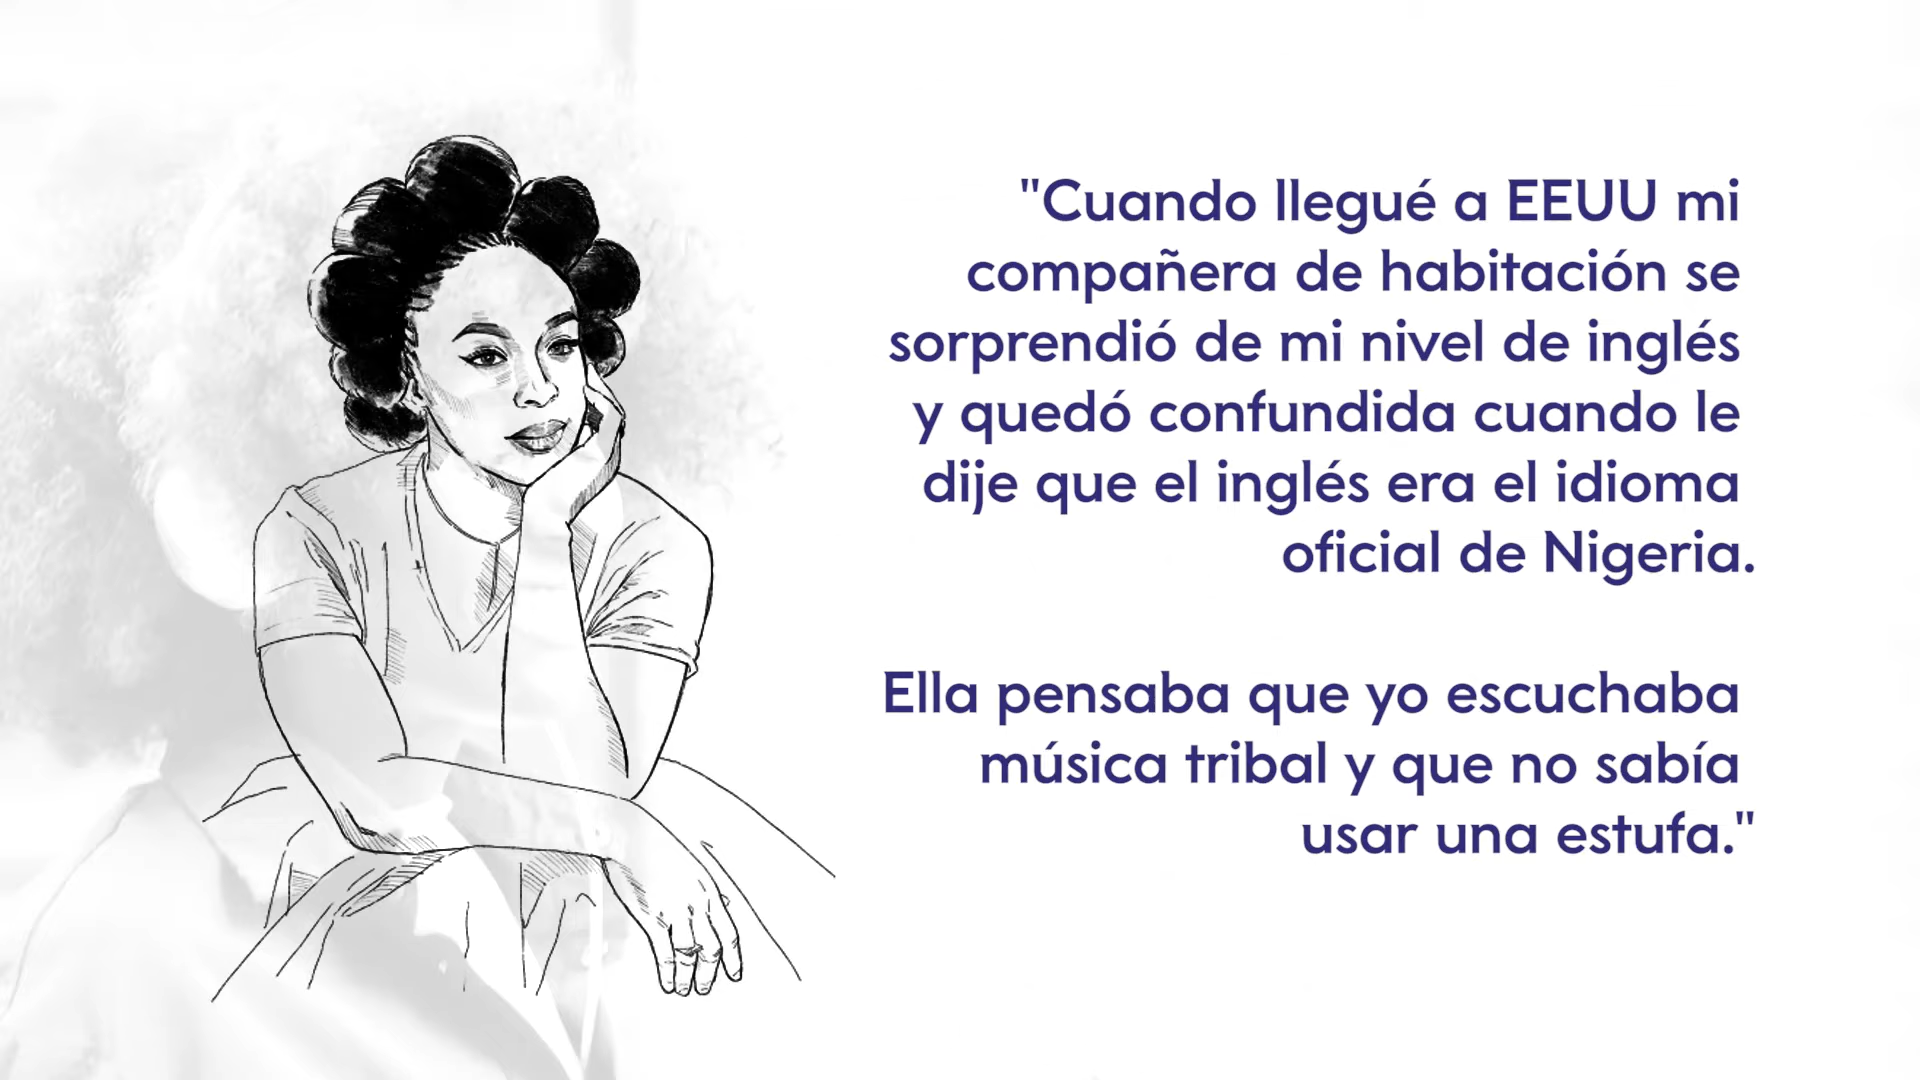 "Cuando llegué a EEUU mi
compañera de habitación se
sorprendió de mi nivel de inglés
y quedó confundida cuando le
dije que el inglés era el idioma
oficial de Nigeria.
Ella pensaba que yo escuchaba
música tribal y que no sabía
usar una estufa."